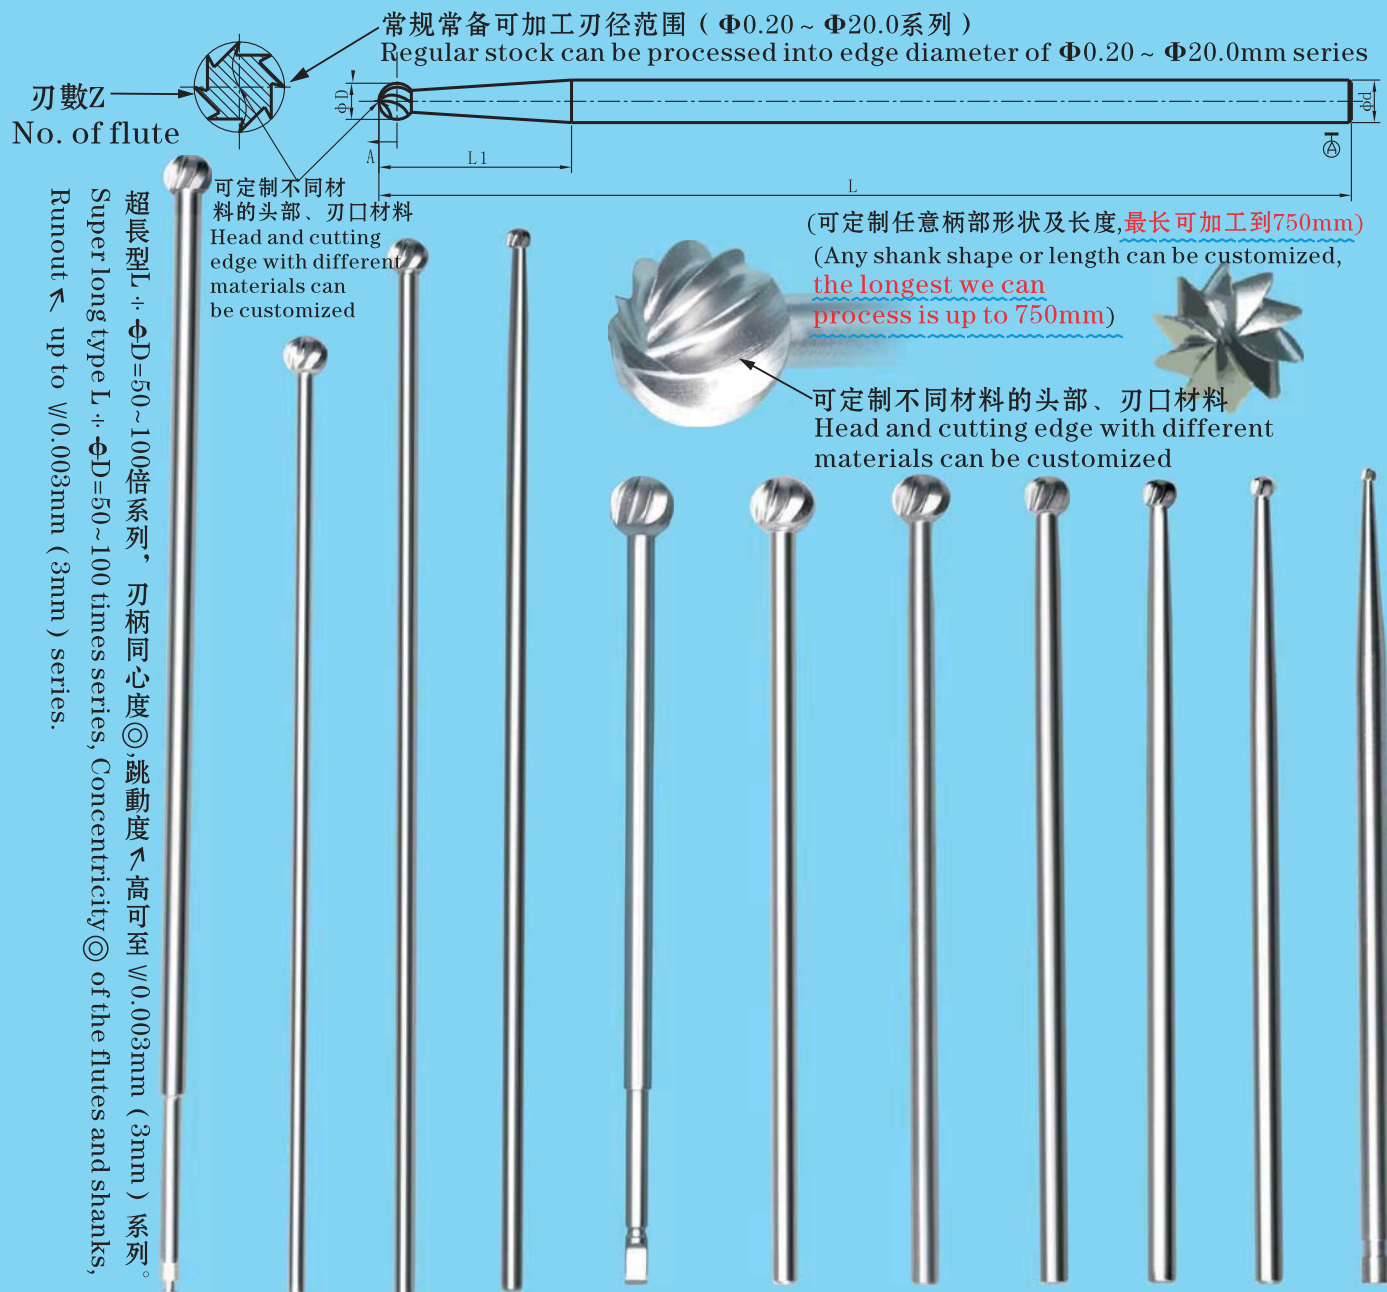 常规常备可加工刃径范围（Φ0.20~Φ20.0系列）
Regular stock can be processed into edge diameter of Φ0.20~Φ20.0mm series
刃數Z
No. of flute
ΦD
A
L1
L
Φd
A
可定制不同材
料的头部、刃口材料
Head and cutting
edge with different
materials can
be customized
(可定制任意柄部形状及长度,最长可加工到750mm)
(Any shank shape or length can be customized,
the longest we can
process is up to 750mm)
可定制不同材料的头部、刃口材料
Head and cutting edge with different
materials can be customized
超長型L÷ΦD=50~100倍系列，刃柄同心度◎,跳動度↗高可至≤0.003mm（3mm）系列。
Super long type L÷ΦD=50~100 times series, Concentricity◎ of the flutes and shanks,
Runout↗ up to ≤0.003mm（3mm）series.